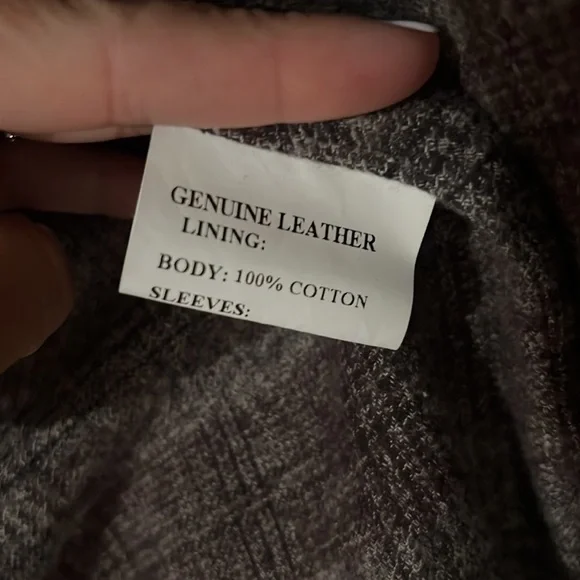 GENUINE LEATHER
LINING:
BODY: 100% COTTON
SLEEVES: